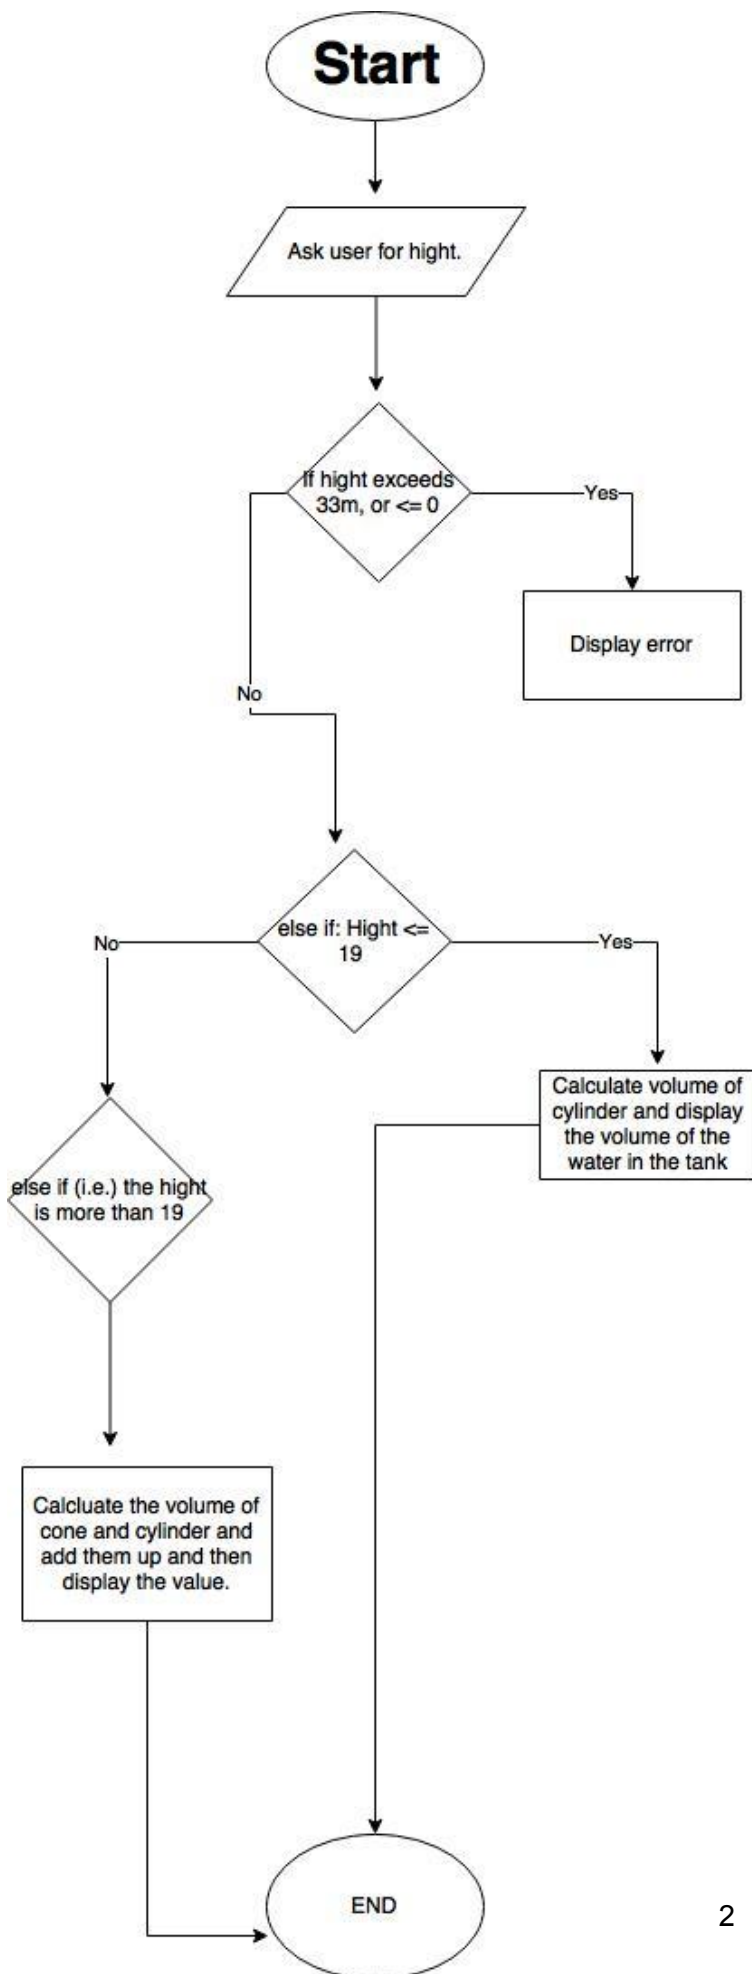 Start
Ask user for hight.
If hight exceeds
33m, or <= 0
Yes
Display error
No
else if: Hight <=
19
No
Yes
Calculate volume of
cylinder and display
the volume of the
water in the tank
else if (i.e.) the hight
is more than 19
Calcluate the volume of
cone and cylinder and
add them up and then
display the value.
END
2